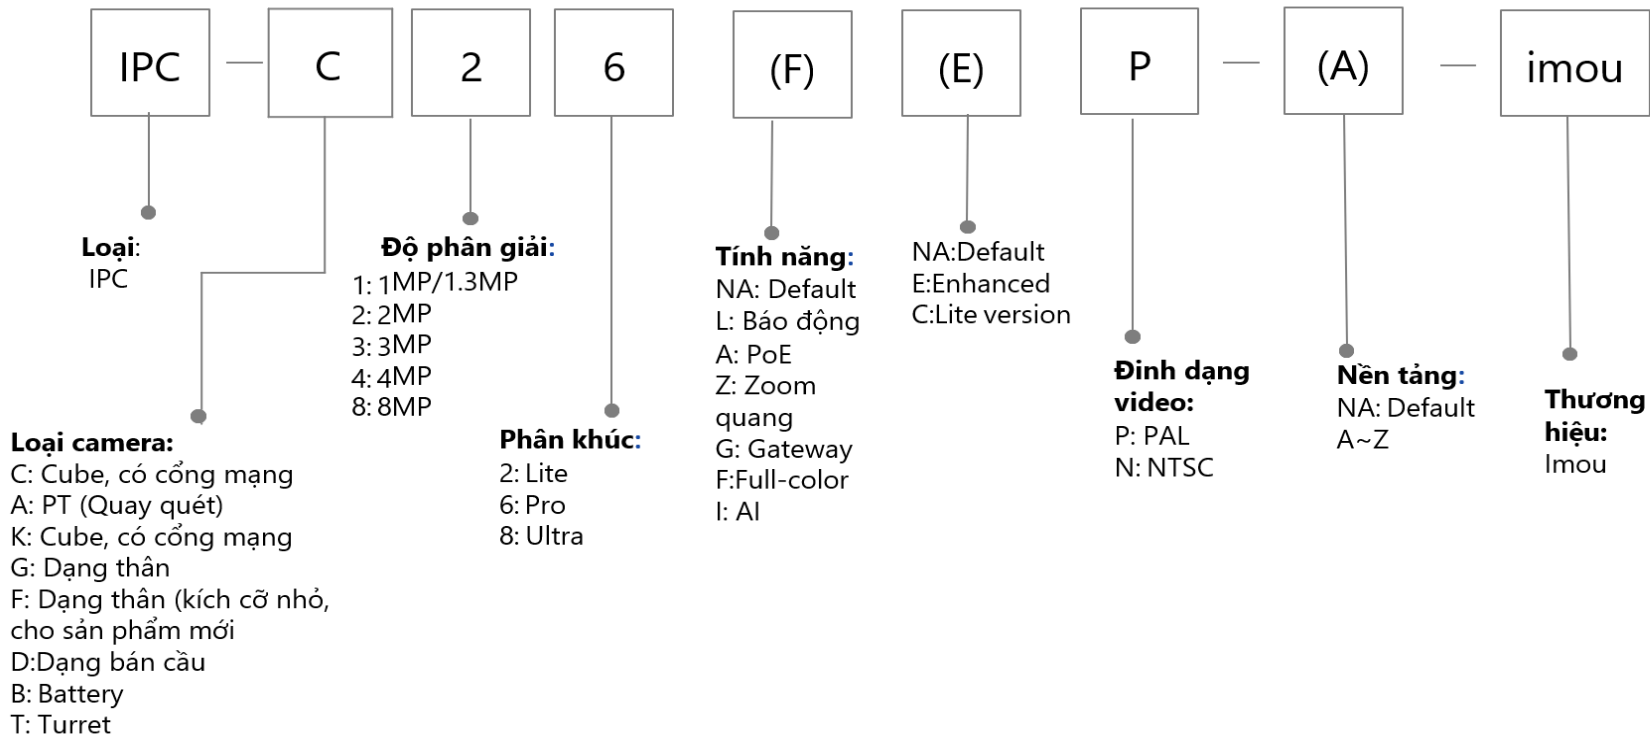 IPC — C 2 6 (F) (E) P — (A) — imou
Loại:
IPC
Loại camera:
C: Cube, có cổng mạng
A: PT (Quay quét)
K: Cube, có cổng mạng
G: Dạng thân
F: Dạng thân (kích cỡ nhỏ,
cho sản phẩm mới
D:Dạng bán cầu
B: Battery
T: Turret
Độ phân giải:
1: 1MP/1.3MP
2: 2MP
3: 3MP
4: 4MP
8: 8MP
Phân khúc:
2: Lite
6: Pro
8: Ultra
Tính năng:
NA: Default
L: Báo động
A: PoE
Z: Zoom
quang
G: Gateway
F:Full-color
I: AI
NA:Default
E:Enhanced
C:Lite version
Đinh dạng
video:
P: PAL
N: NTSC
Nền tảng:
NA: Default
A~Z
Thương
hiệu:
Imou